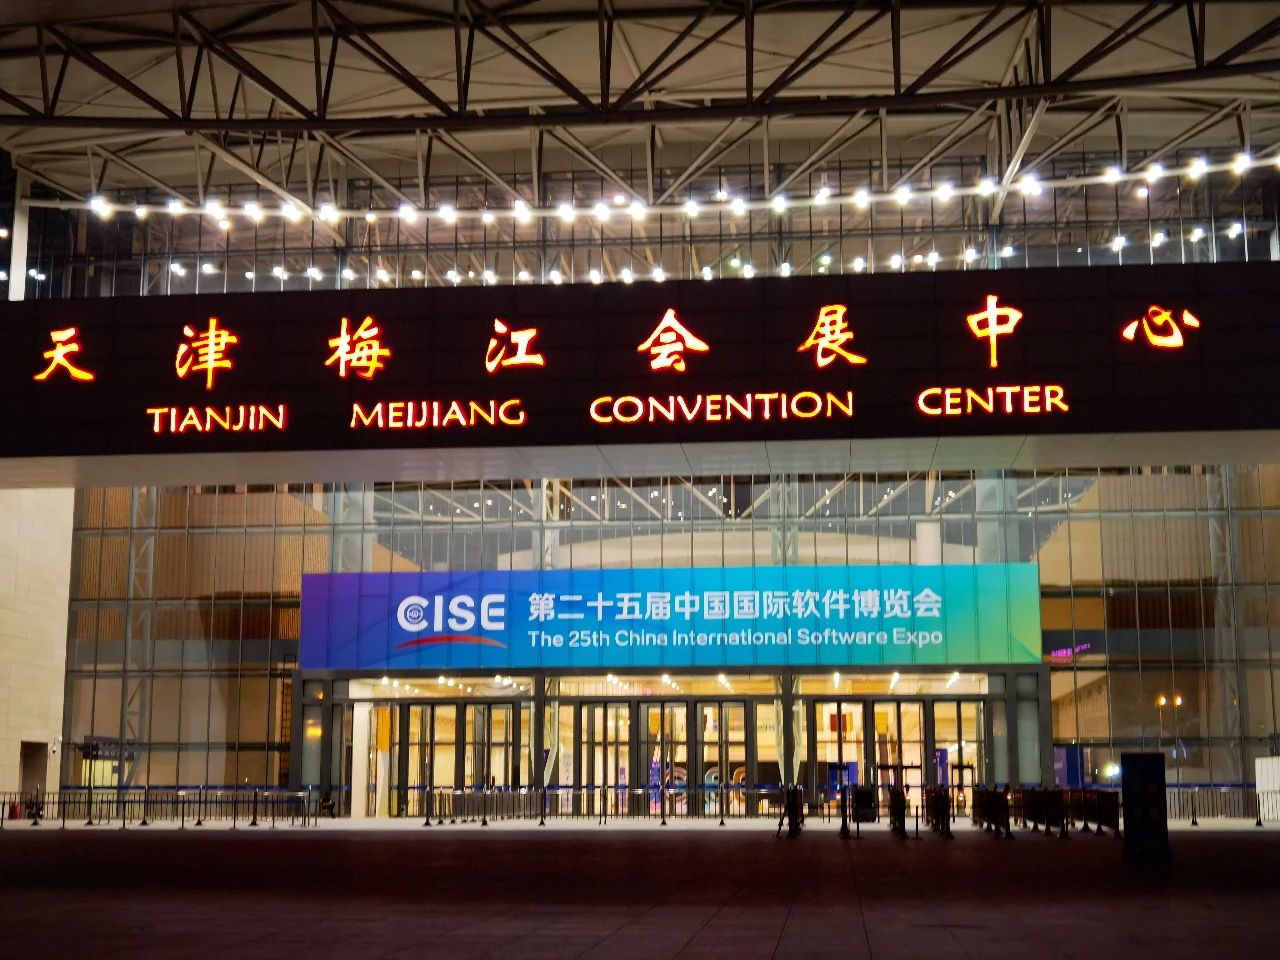 天津梅江会展中心
TIANJIN MEIJIANG CONVENTION CENTER
CISE
第二十五届中国国际软件博览会
The 25th China International Software Expo